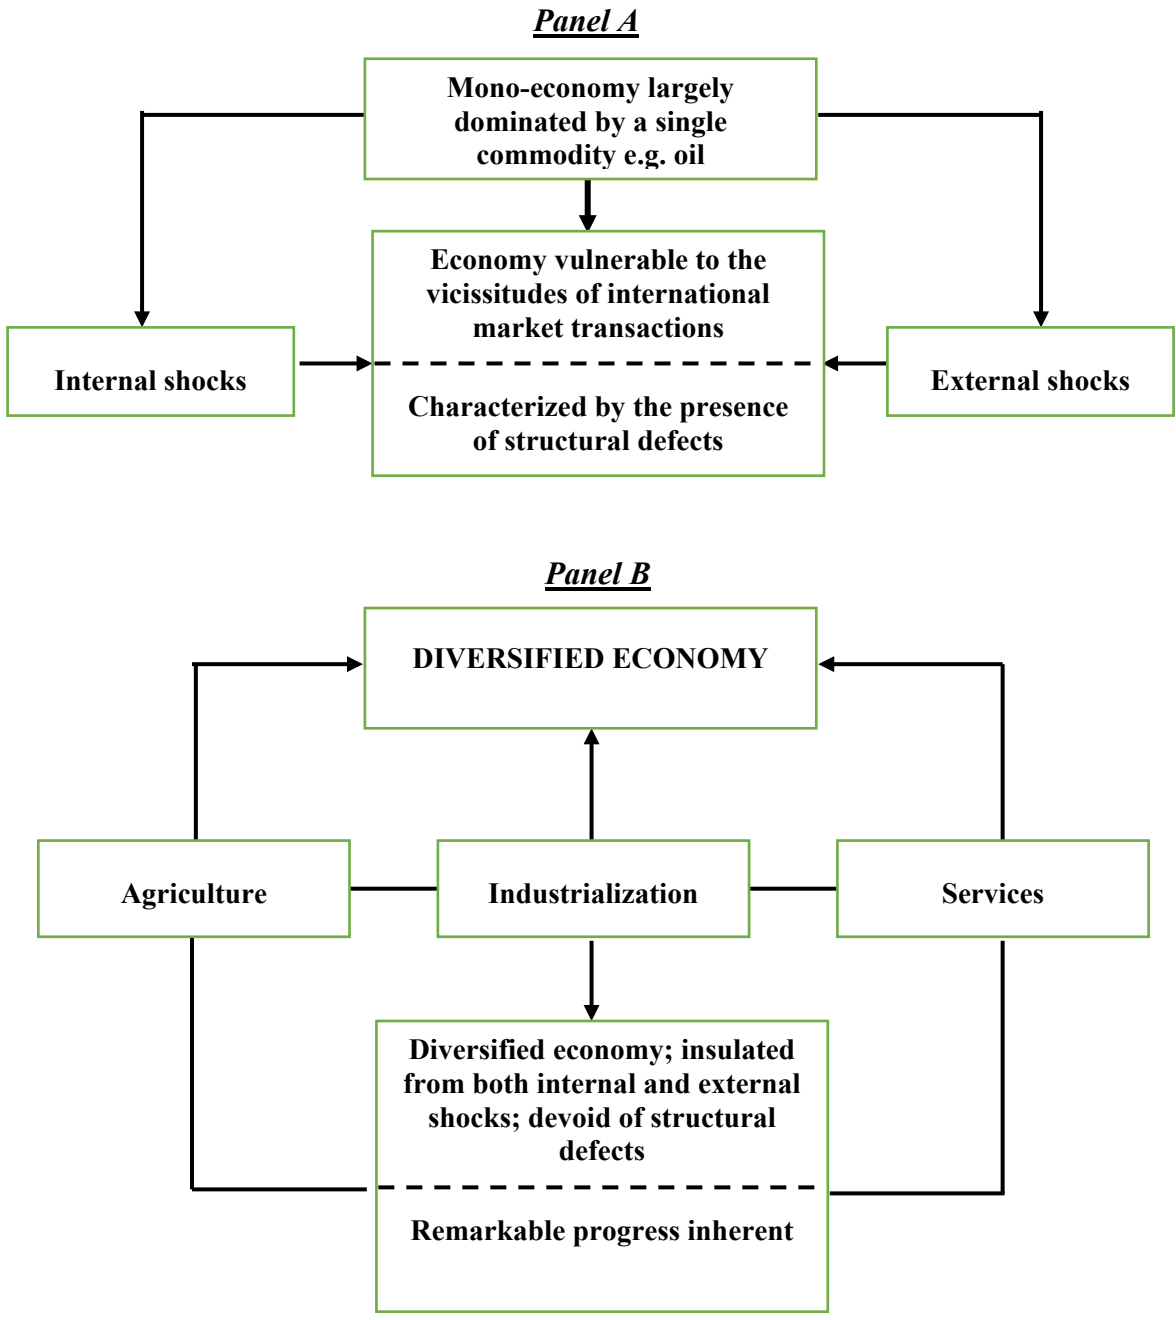 Panel A
Mono-economy largely
dominated by a single
commodity e.g. oil
Economy vulnerable to the
vicissitudes of international
market transactions
Internal shocks
External shocks
Characterized by the presence
of structural defects
Panel B
DIVERSIFIED ECONOMY
Agriculture
Industrialization
Services
Diversified economy; insulated
from both internal and external
shocks; devoid of structural
defects
Remarkable progress inherent